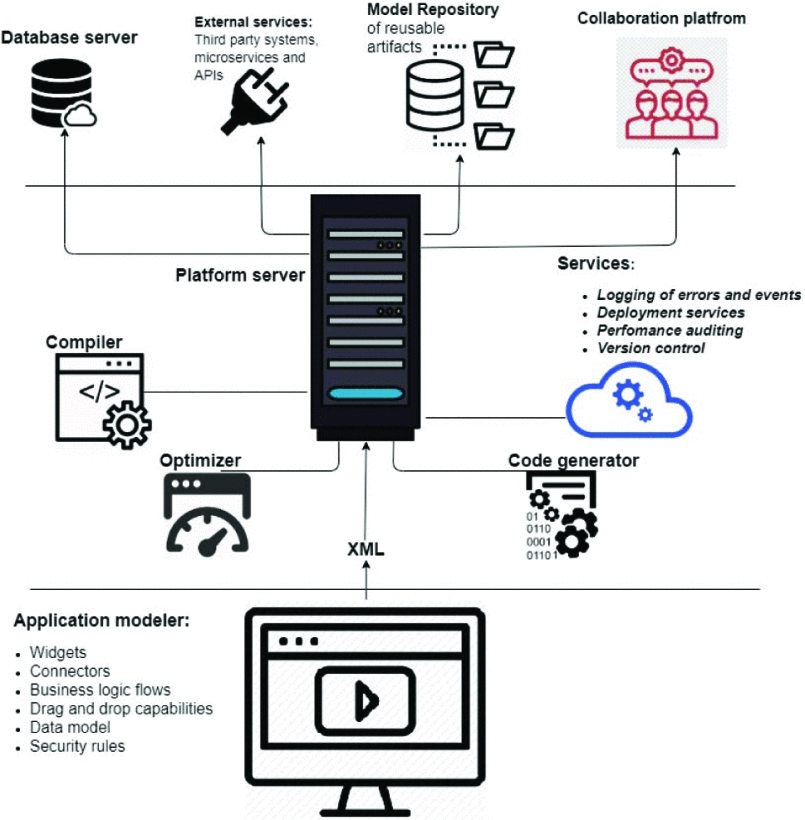 Database server
External services:
Third party systems,
microservices and
APIs
Model Repository
of reusable
artifacts
Collaboration platfrom
Platform server
Services:
Logging of errors and events
Deployment services
Perfomance auditing
Version control
Compiler
</>
Optimizer
Code generator
01
0110
0001
01101
XML
Application modeler:
Widgets
Connectors
Business logic flows
Drag and drop capabilities
Data model
Security rules